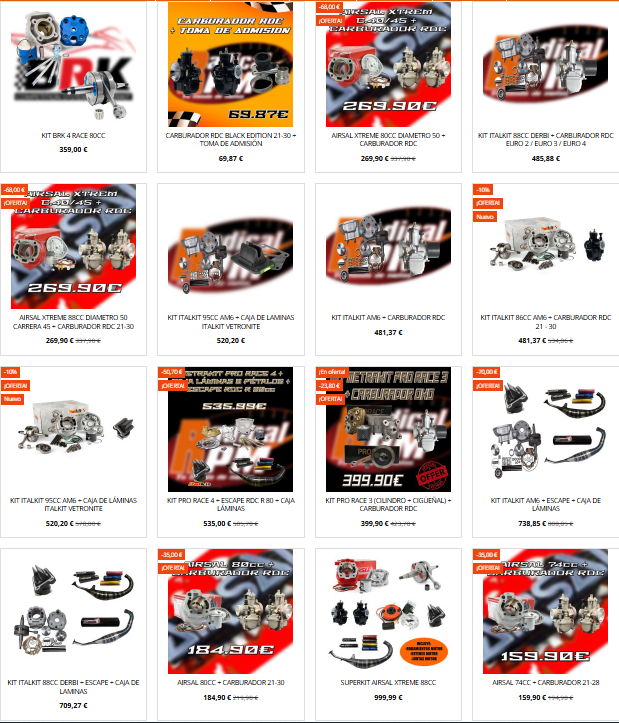 BRK
KIT BRK 4 RACE 80CC
359,00 €
CARBURADOR RDC
+ TOMA DE ADMISION
69.87€
CARBURADOR RDC BLACK EDITION 21-30 +
TOMA DE ADMISIÓN
69,87 €
-68,00 €
¡OFERTA!
AIRSAL XTREM
C.40/45 +
CARBURADOR RDC
269.90€
AIRSAL XTREME 80CC DIAMETRO 50 +
CARBURADOR RDC
269,90 € 337,90 €
KIT ITALKIT 88CC DERBI + CARBURADOR RDC
EURO 2 / EURO 3 / EURO 4
485,88 €
-68,00 €
¡OFERTA!
AIRSAL XTREM
C.40/45 +
CARBURADOR RDC
269.90€
AIRSAL XTREME 88CC DIAMETRO 50
CARRERA 45 + CARBURADOR RDC 21-30
269,90 € 337,90 €
KIT ITALKIT 95CC AM6 + CAJA DE LAMINAS
ITALKIT VETRONITE
520,20 €
KIT ITALKIT AM6 + CARBURADOR RDC
481,37 €
-10%
¡OFERTA!
Nuevo
KIT ITALKIT 86CC AM6 + CARBURADOR RDC
21 - 30
481,37 € 534,86 €
-10%
¡OFERTA!
Nuevo
KIT ITALKIT 95CC AM6 + CAJA DE LÁMINAS
ITALKIT VETRONITE
520,20 € 578,00 €
-50,70 €
¡OFERTA!
METRAKIT PRO RACE 4 +
CAJA LÁMINAS 8 PÉTALOS +
ESCAPE RDC R 80cc
535.99€
KIT PRO RACE 4 + ESCAPE RDC R 80 + CAJA
LÁMINAS
535,00 € 585,70 €
¡En oferta!
-23,80 €
¡OFERTA!
METRAKIT PRO RACE 3
+ CARBURADOR OKO
399.90€
KIT PRO RACE 3 (CILINDRO + CIGUEÑAL) +
CARBURADOR RDC
399,90 € 423,70 €
-70,00 €
¡OFERTA!
KIT ITALKIT AM6 + ESCAPE + CAJA DE
LÁMINAS
738,85 € 808,85 €
KIT ITALKIT 88CC DERBI + ESCAPE + CAJA DE
LAMINAS
709,27 €
-35,00 €
¡OFERTA!
AIRSAL 80cc +
CARBURADOR RDC
184.90€
AIRSAL 80CC + CARBURADOR 21-30
184,90 € 219,90 €
INCLUYE
SUPERKIT AIRSAL XTREME 88CC
999,99 €
-35,00 €
¡OFERTA!
AIRSAL 74cc +
CARBURADOR RDC
159.90€
AIRSAL 74CC + CARBURADOR 21-28
159,90 € 194,90 €